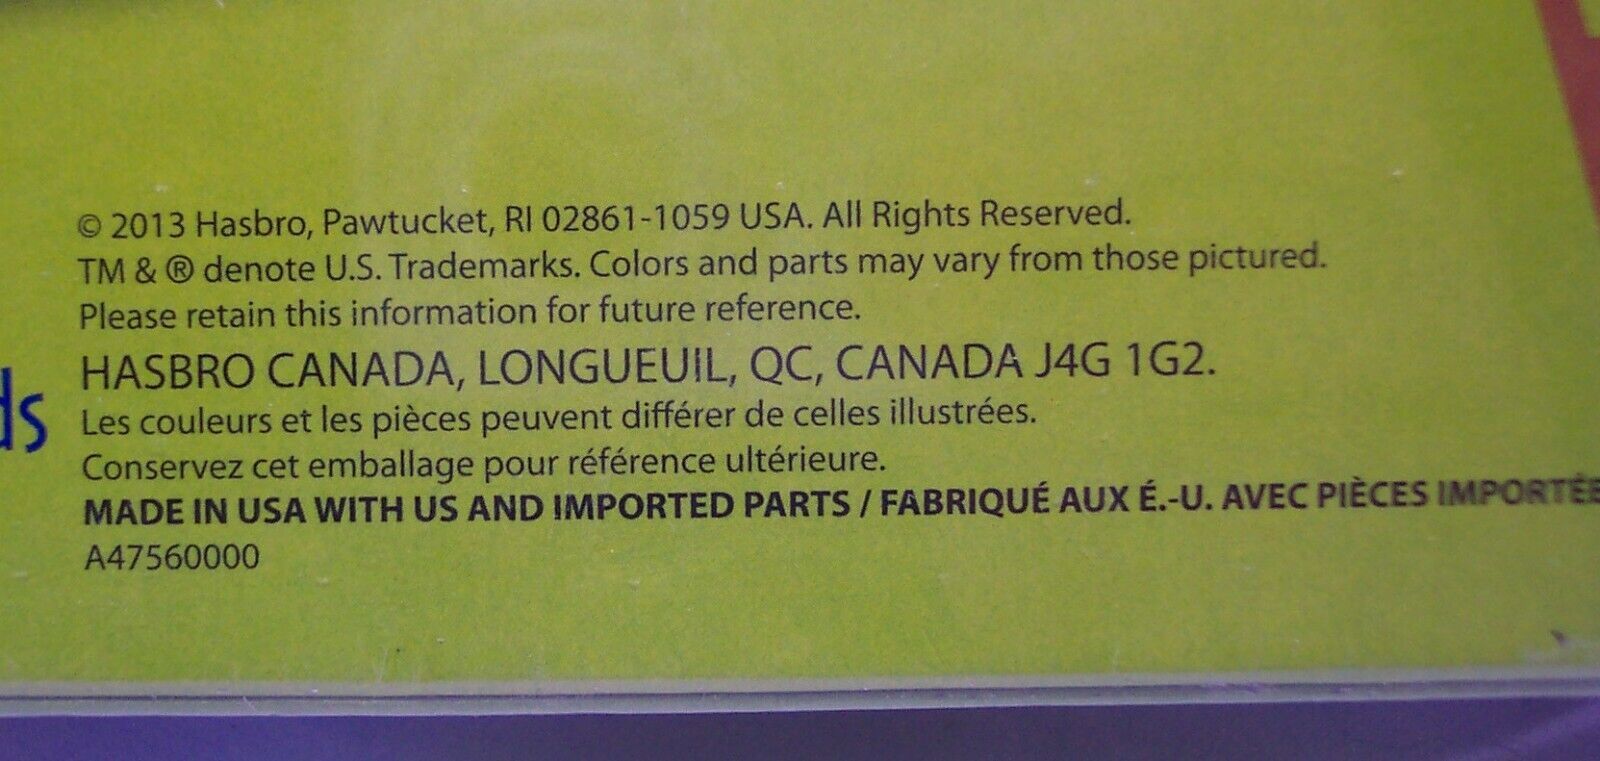 © 2013 Hasbro, Pawtucket, RI 02861-1059 USA. All Rights Reserved.
TM & ® denote U.S. Trademarks. Colors and parts may vary from those pictured.
Please retain this information for future reference.
HASBRO CANADA, LONGUEUIL, QC, CANADA J4G 1G2.
ds
Les couleurs et les pièces peuvent différer de celles illustrées.
Conservez cet emballage pour référence ultérieure.
MADE IN USA WITH US AND IMPORTED PARTS / FABRIQUÉ AUX É.-U. AVEC PIÈCES IMPORTÉE
A47560000